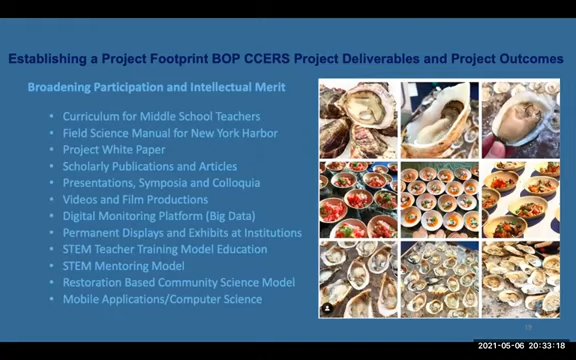 Establishing a Project Footprint BOP CCERS Project Deliverables and Project Outcomes
Broadening Participation and Intellectual Merit
• Curriculum for Middle School Teachers
• Field Science Manual for New York Harbor
• Project White Paper
• Scholarly Publications and Articles
• Presentations, Symposia and Colloquia
• Videos and Film Productions
• Digital Monitoring Platform (Big Data)
• Permanent Displays and Exhibits at Institutions
• STEM Teacher Training Model Education
• STEM Mentoring Model
• Restoration Based Community Science Model
• Mobile Applications/Computer Science
2021-05-06 20:33:18